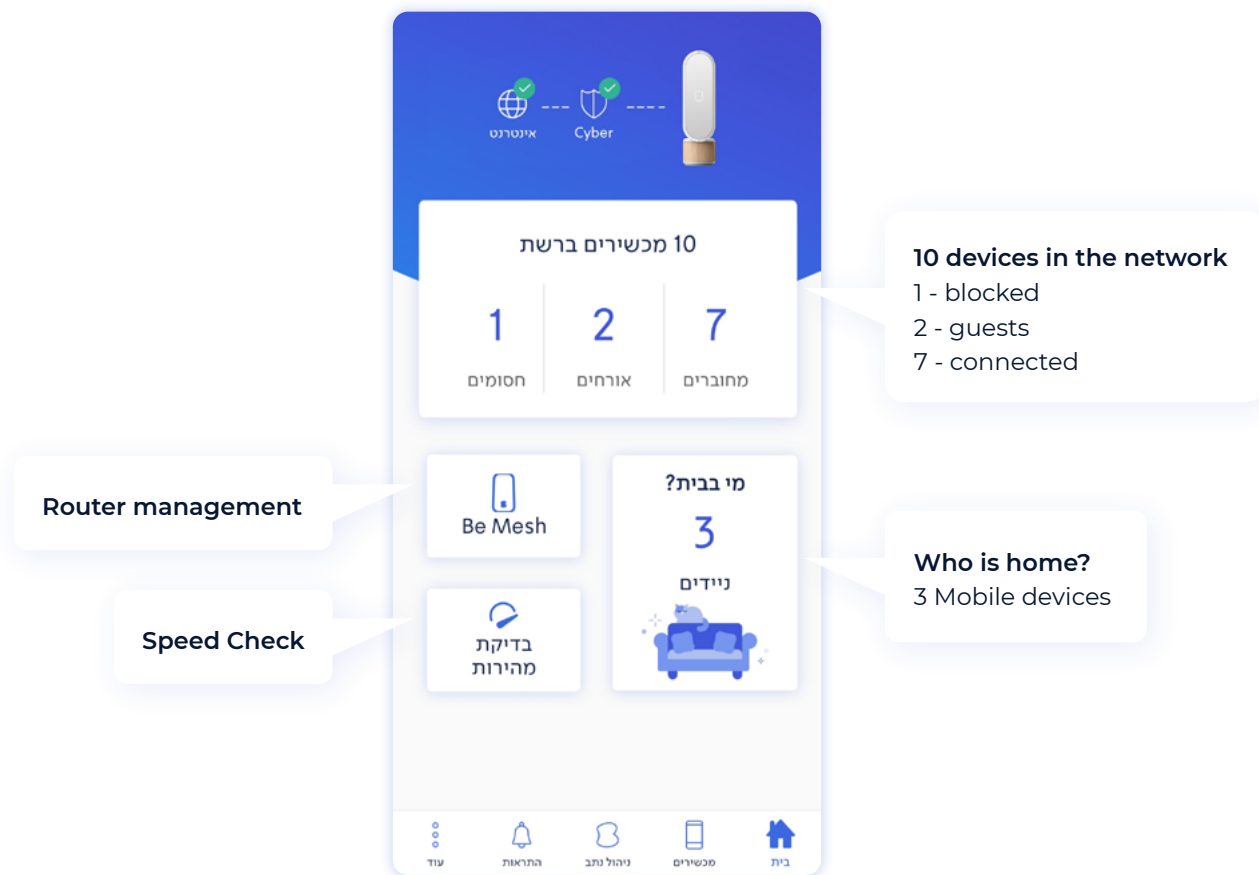 אינטרנט
Cyber
10 מכשירים ברשת
7
2
1
מחוברים
אורחים
חסומים
10 devices in the network
1 - blocked
2 - guests
7 - connected
Router management
Be Mesh
מי בבית?
3
ניידים
Who is home?
3 Mobile devices
Speed Check
בדיקת
מהירות
בית
מכשירים
ניהול נתב
התראות
עוד